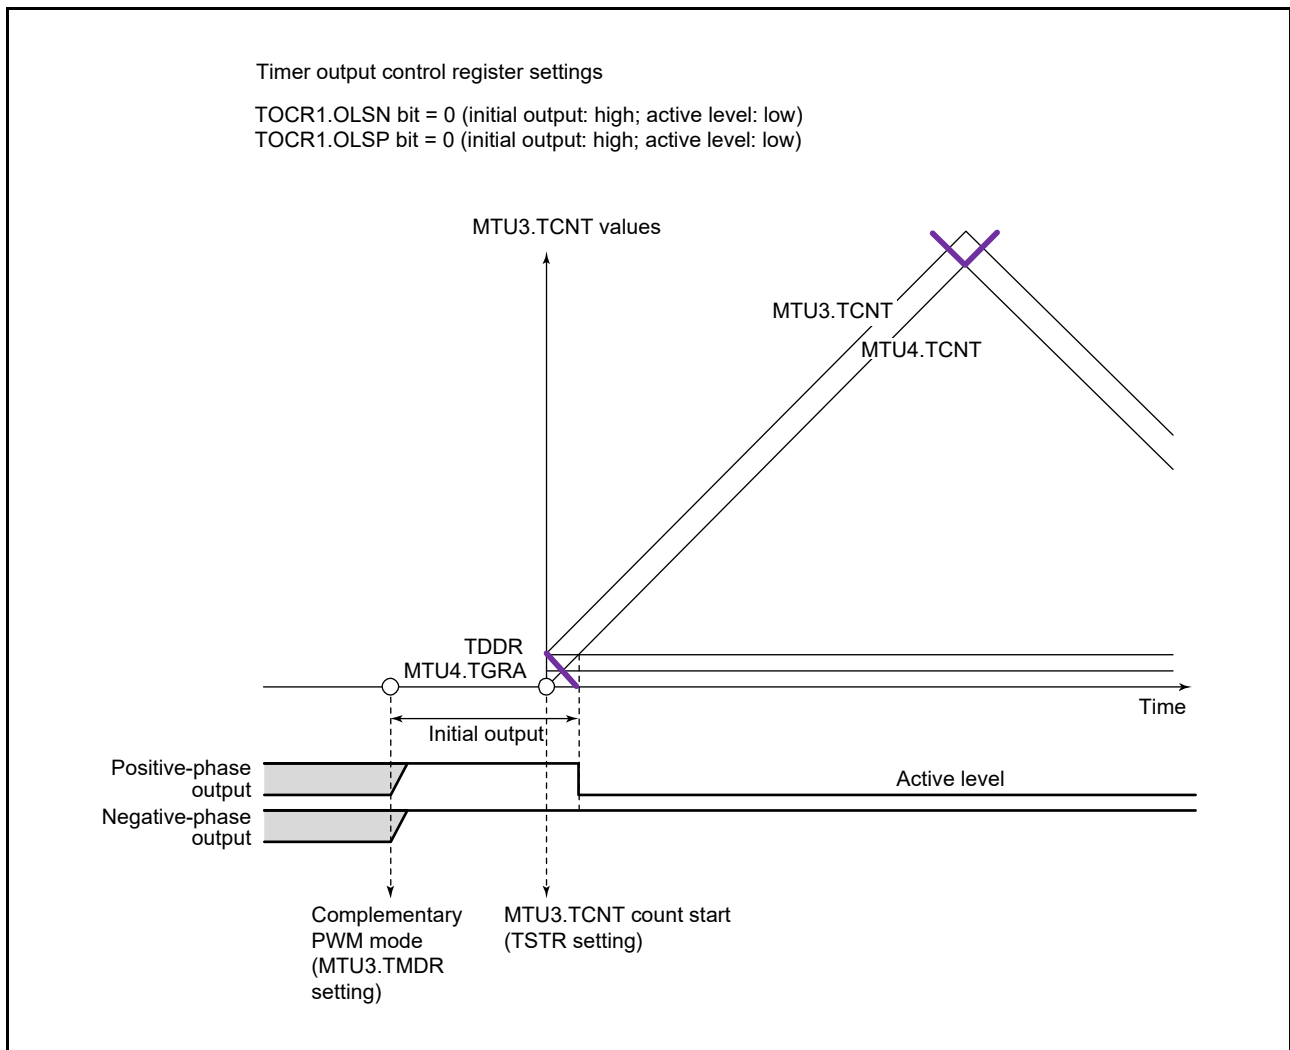 Timer output control register settings
TOCR1.OLSN bit = 0 (initial output: high; active level: low)
TOCR1.OLSP bit = 0 (initial output: high; active level: low)
MTU3.TCNT values
MTU3.TCNT
MTU4.TCNT
TDDR
MTU4.TGRA
Time
Initial output
Positive-phase
output
Active level
Negative-phase
output
Complementary
PWM mode
(MTU3.TMDR
setting)
MTU3.TCNT count start
(TSTR setting)